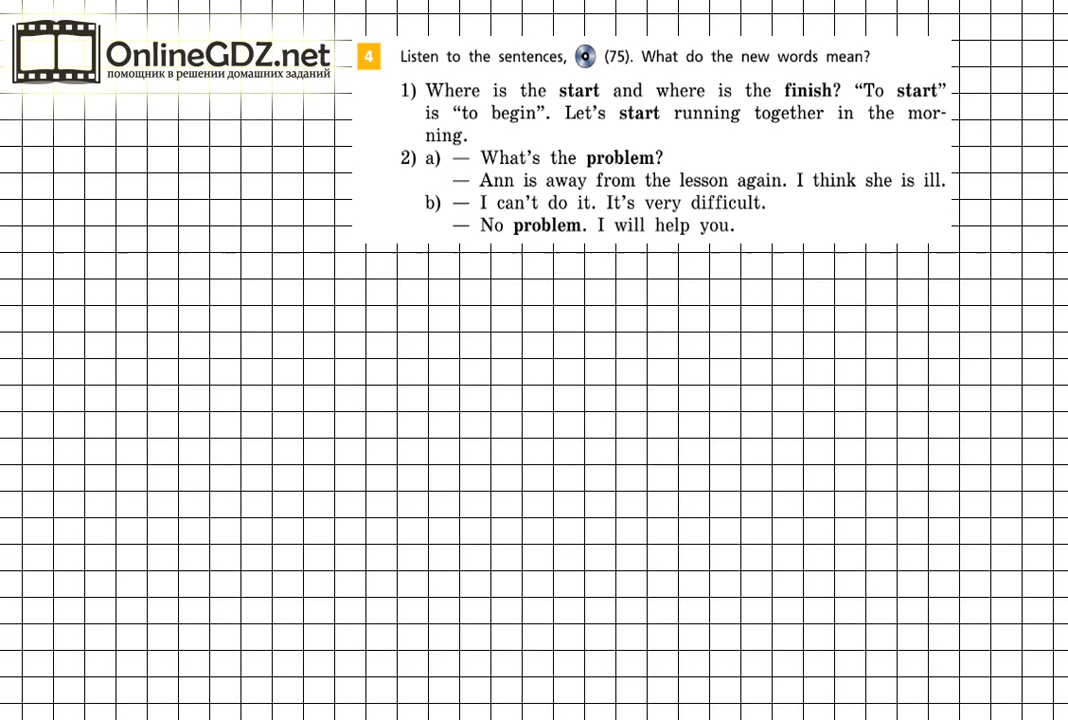 OnlineGDZ.net
помощник в решении домашних заданий
4 Listen to the sentences, (75). What do the new words mean?
1) Where is the start and where is the finish? “To start”
is “to begin”. Let’s start running together in the mor-
ning.
2) a) — What’s the problem?
— Ann is away from the lesson again. I think she is ill.
b) — I can’t do it. It’s very difficult.
— No problem. I will help you.